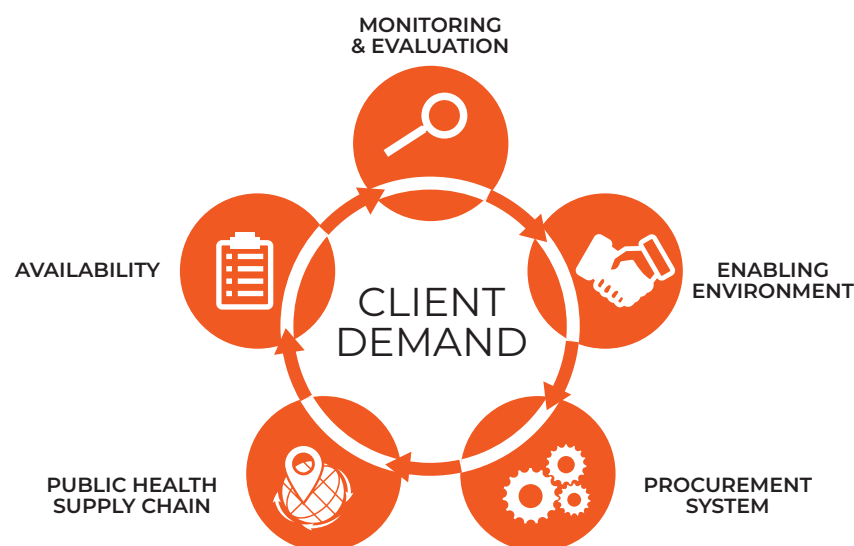 MONITORING
& EVALUATION
AVAILABILITY
ENABLING
ENVIRONMENT
CLIENT
DEMAND
PUBLIC HEALTH
SUPPLY CHAIN
PROCUREMENT
SYSTEM